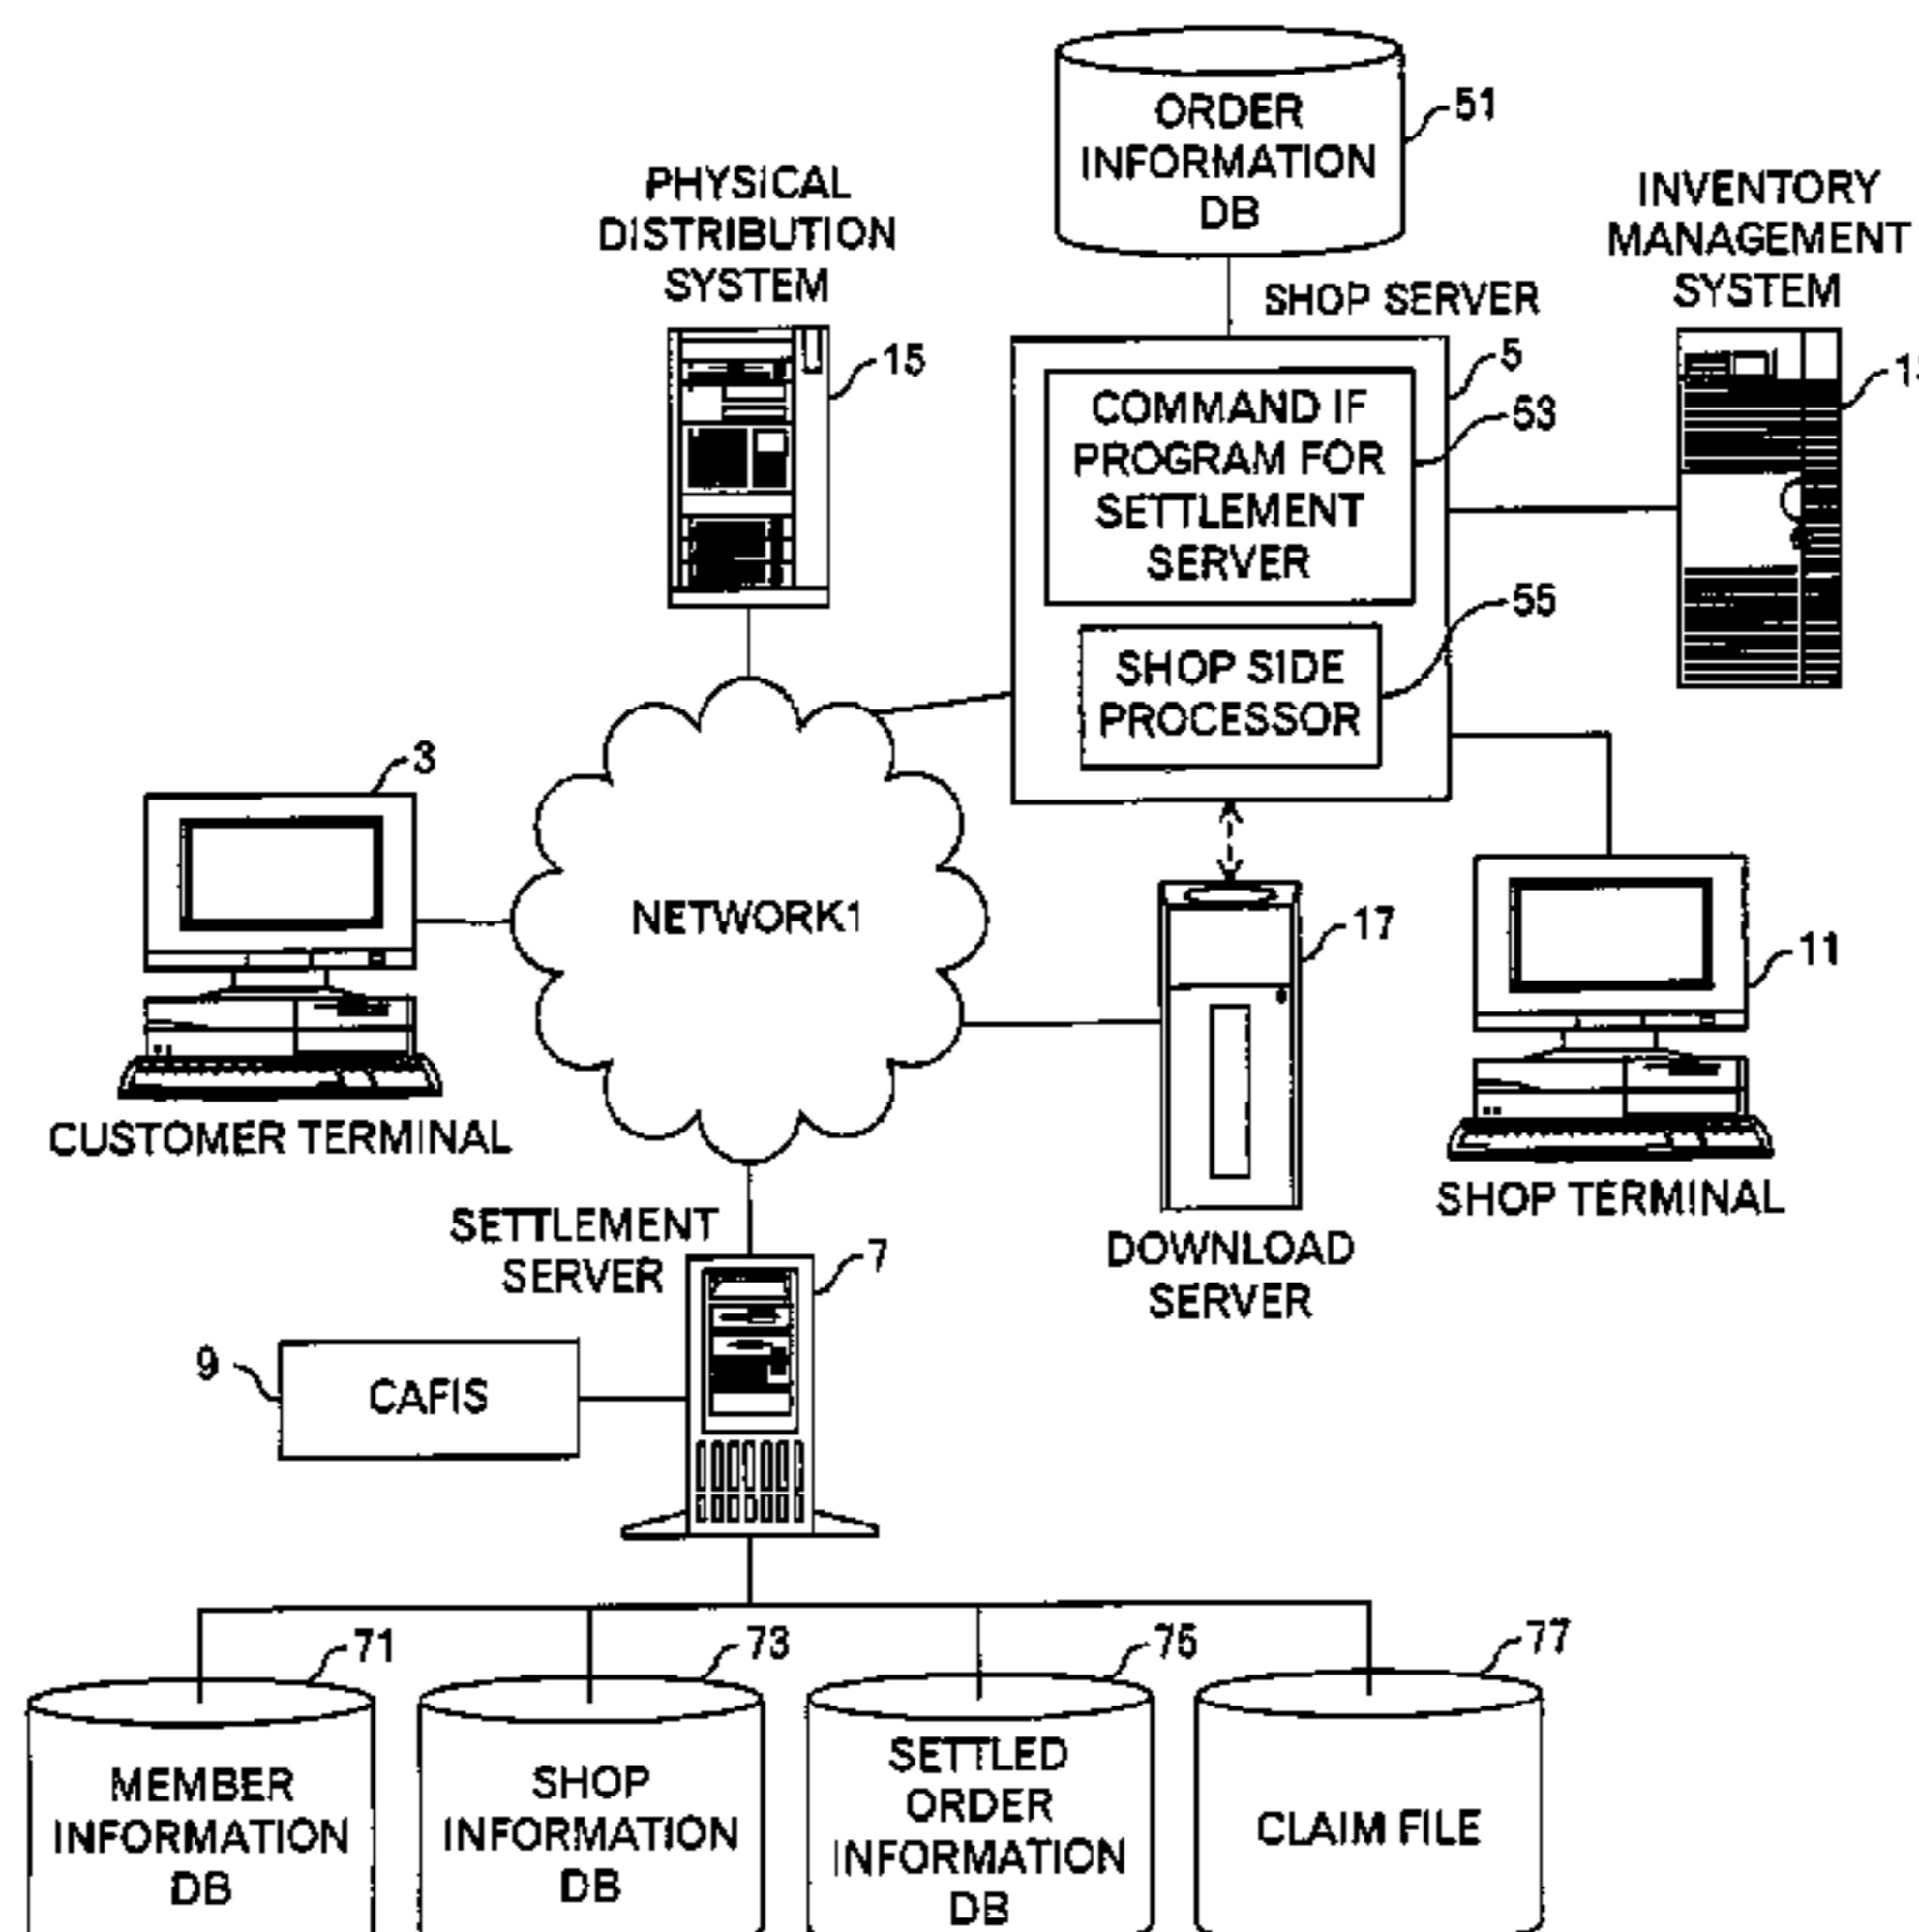 ORDER
INFORMATION
DB
51
PHYSICAL
DISTRIBUTION
SYSTEM
15
SHOP SERVER
5
COMMAND IF
PROGRAM FOR
SETTLEMENT
SERVER
53
SHOP SIDE
PROCESSOR
55
INVENTORY
MANAGEMENT
SYSTEM
3
CUSTOMER TERMINAL
NETWORK1
17
DOWNLOAD
SERVER
11
SHOP TERMINAL
SETTLEMENT
SERVER
7
9
CAFIS
71
MEMBER
INFORMATION
DB
73
SHOP
INFORMATION
DB
75
SETTLED
ORDER
INFORMATION
DB
77
CLAIM FILE